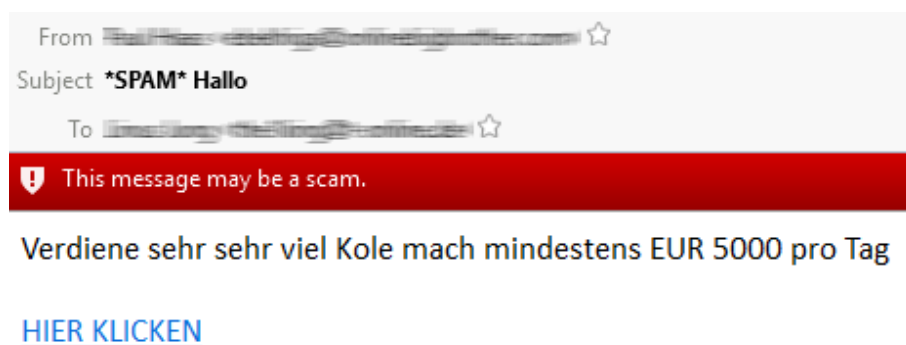 From
Subject *SPAM* Hallo
To
This message may be a scam.
Verdiene sehr sehr viel Kole mach mindestens EUR 5000 pro Tag
HIER KLICKEN